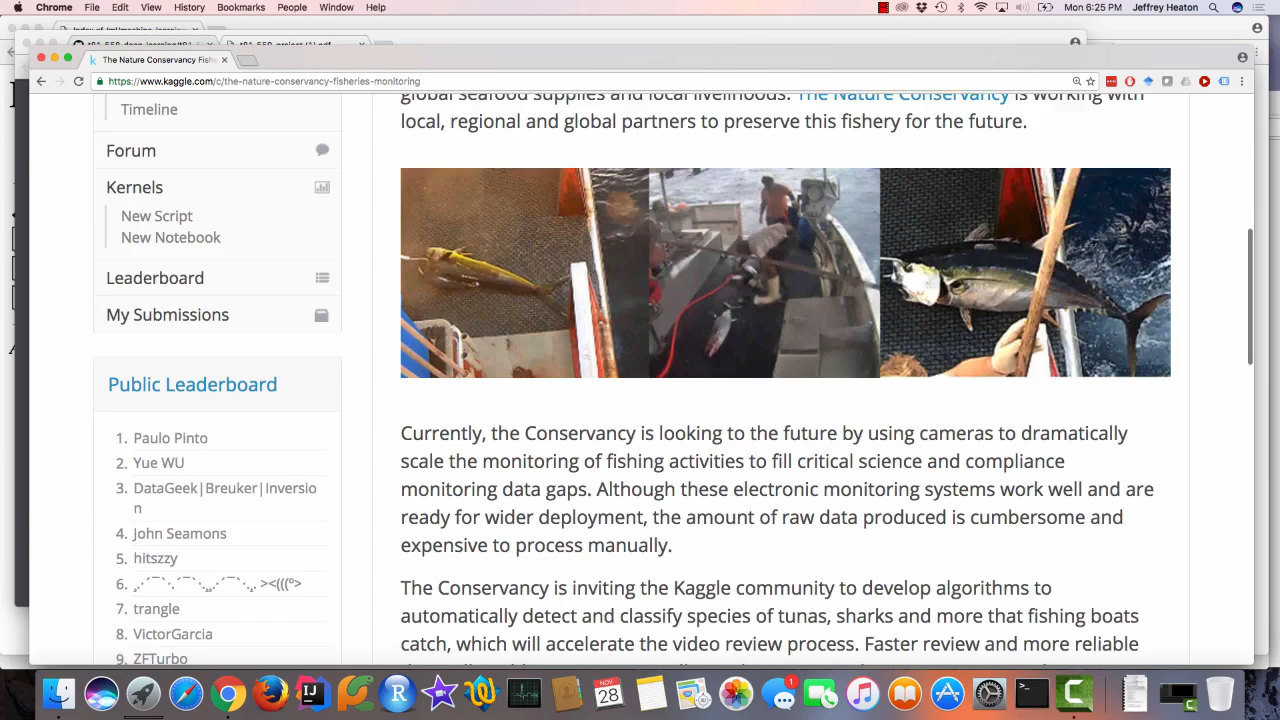 Chrome File Edit View History Bookmarks People Window Help
Mon 6:25 PM Jeffrey Heaton
The Nature Conservancy Fishe
https://www.kaggle.com/c/the-nature-conservancy-fisheries-monitoring
Timeline
Forum
Kernels
New Script
New Notebook
Leaderboard
My Submissions
Public Leaderboard
1. Paulo Pinto
2. Yue WU
3. DataGeek|Breuker|Inversio
n
4. John Seamons
5. hitszzy
6.
7. trangle
8. VictorGarcia
9. ZFTurbo
global seafood supplies and local livelihoods. The Nature Conservancy is working with
local, regional and global partners to preserve this fishery for the future.
Currently, the Conservancy is looking to the future by using cameras to dramatically
scale the monitoring of fishing activities to fill critical science and compliance
monitoring data gaps. Although these electronic monitoring systems work well and are
ready for wider deployment, the amount of raw data produced is cumbersome and
expensive to process manually.
The Conservancy is inviting the Kaggle community to develop algorithms to
automatically detect and classify species of tunas, sharks and more that fishing boats
catch, which will accelerate the video review process. Faster review and more reliable
NOV
28
1